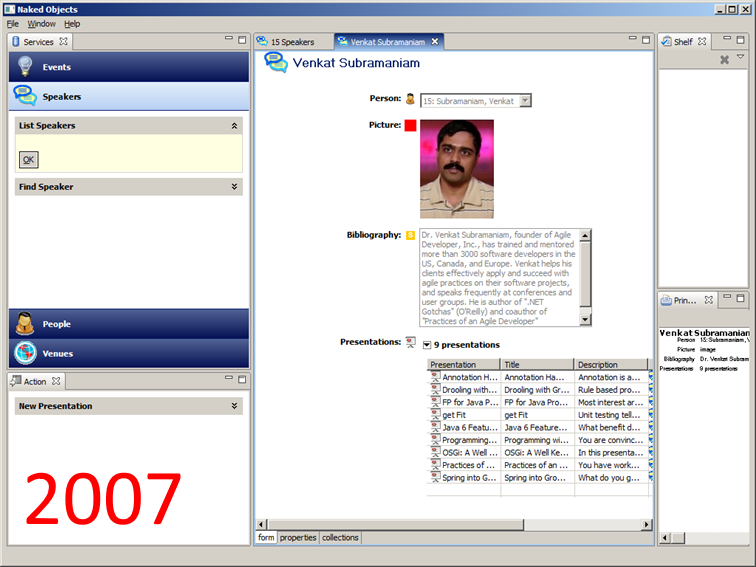 Naked Objects
File Window Help
Services
Events
Speakers
List Speakers
OK
Find Speaker
People
Venues
Action
New Presentation
2007
15 Speakers
Venkat Subramaniam
Venkat Subramaniam
Person: 15: Subramaniam, Venkat
Picture:
Bibliography: S
Dr. Venkat Subramaniam, founder of Agile
Developer, Inc., has trained and mentored
more than 3000 software developers in the
US, Canada, and Europe. Venkat helps his
clients effectively apply and succeed with
agile practices on their software projects,
and speaks frequently at conferences and
user groups. He is author of ".NET
Gotchas" (O'Reilly) and coauthor of
"Practices of an Agile Developer"
Presentations: 9 presentations
Presentation Title Description
Annotation H... Annotation Ha... Annotation is a...
Drooling with... Drooling with Gr... Rule based pro...
FP for Java P... FP for Java Pro... Most interest ar...
get Fit get Fit Unit testing tell...
Java 6 Featu... Java 6 Feature... What benefit d...
Programming... Programming wi... You are convinc...
OSGi: A Well ... OSGi: A Well Ke... In this presenta...
Practices of ... Practices of an ... You have work...
Spring into G... Spring into Gro... What do you g...
form properties collections
Shelf
Prin...
Venkat Subramanian
Person 15: Subramaniam, V
Picture image
Bibliography Dr. Venkat Subram
Presentations 9 presentations